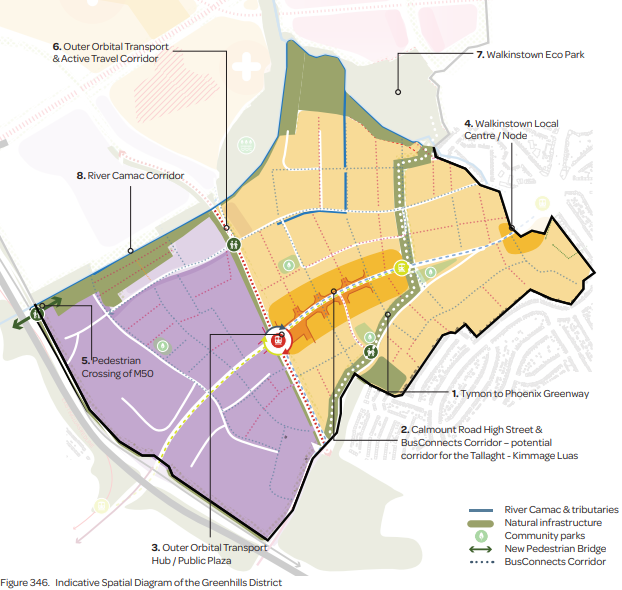 6. Outer Orbital Transport
& Active Travel Corridor
7. Walkinstown Eco Park
4. Walkinstown Local
Centre / Node
8. River Camac Corridor
5. Pedestrian
Crossing of M50
1. Tymon to Phoenix Greenway
2. Calmount Road High Street &
BusConnects Corridor – potential
corridor for the Tallaght - Kimmage Luas
3. Outer Orbital Transport
Hub / Public Plaza
River Camac & tributaries
Natural infrastructure
Community parks
New Pedestrian Bridge
BusConnects Corridor
Figure 346. Indicative Spatial Diagram of the Greenhills District